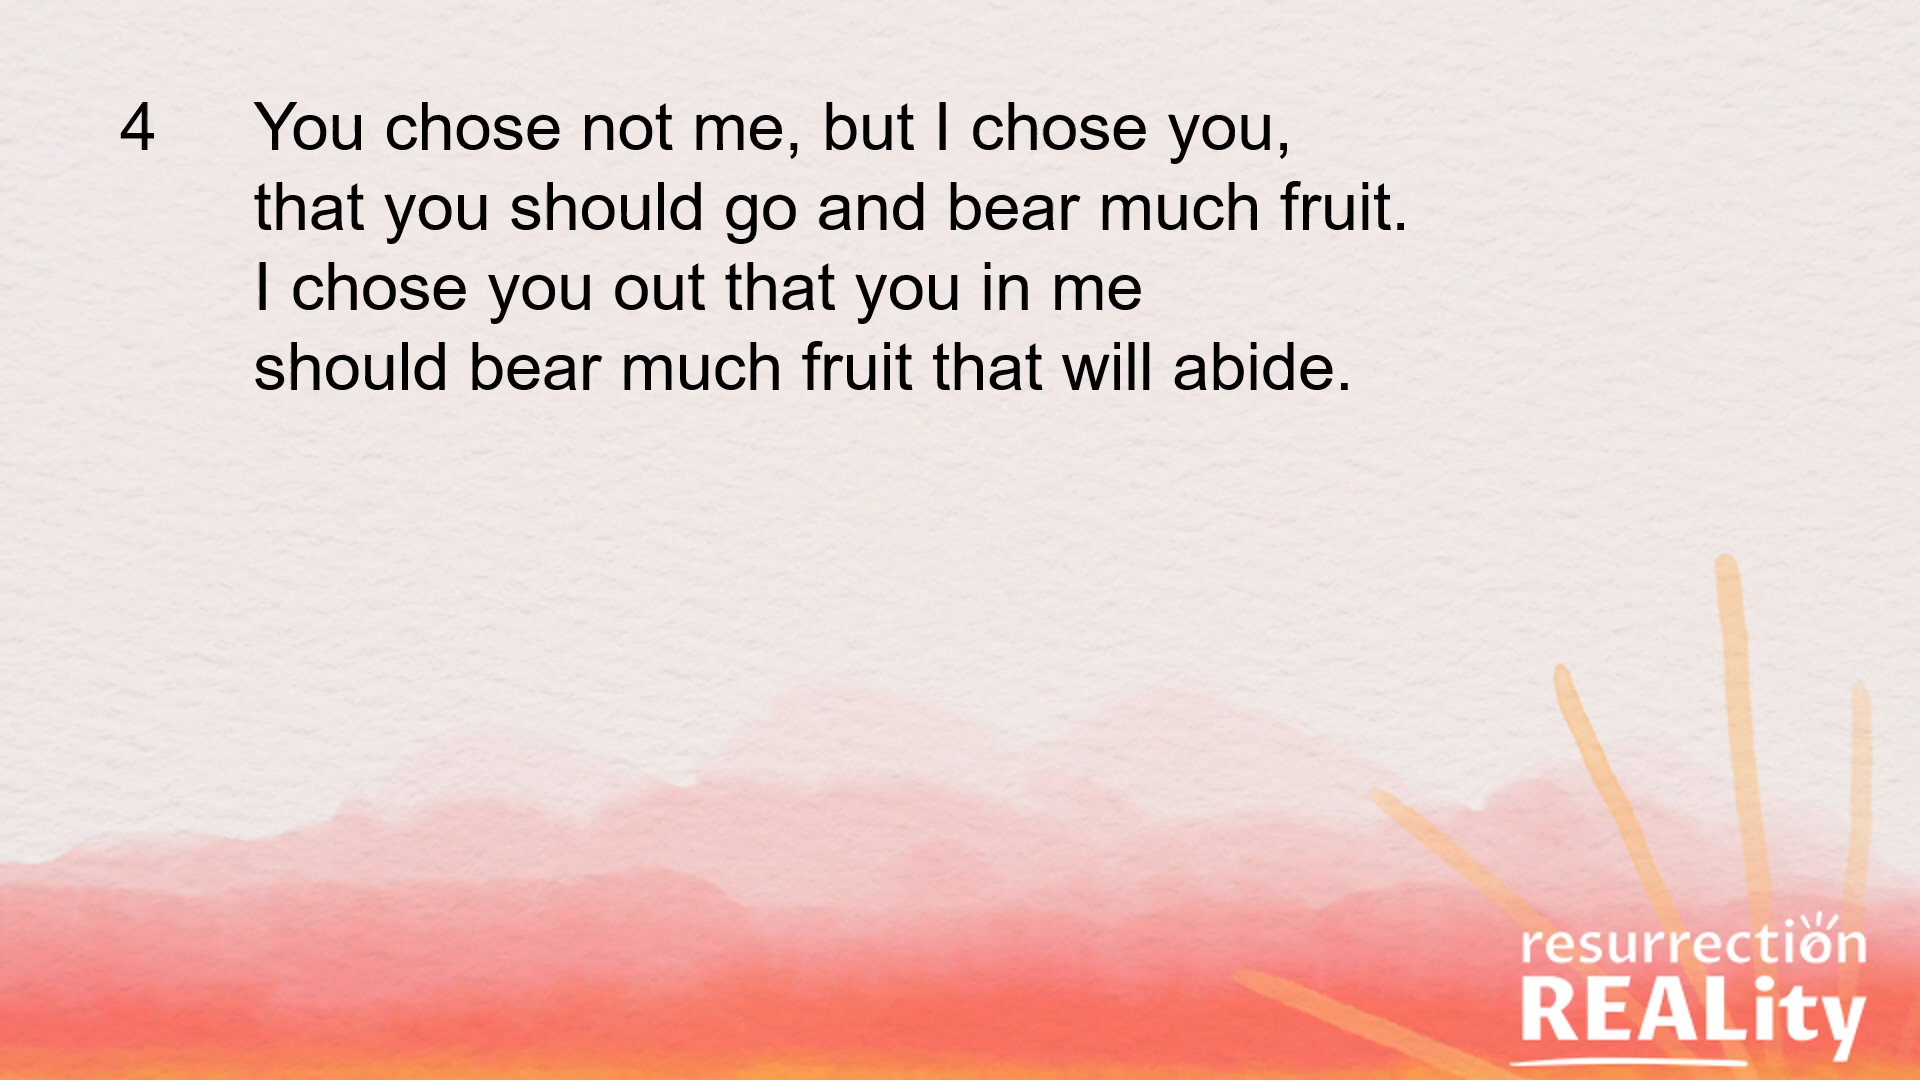 4 You chose not me, but I chose you,
that you should go and bear much fruit.
I chose you out that you in me
should bear much fruit that will abide.
resurrection
REALity